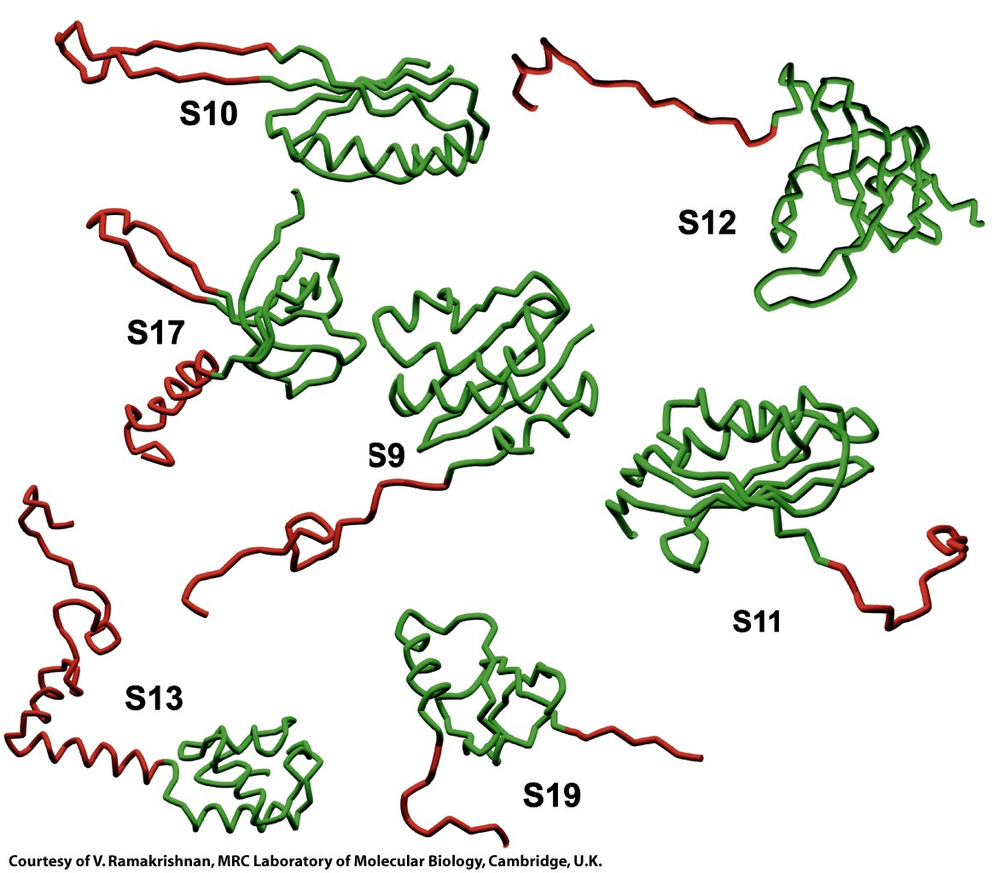 S10
S12
S17
S9
S11
S13
S19
Courtesy of V. Ramakrishnan, MRC Laboratory of Molecular Biology, Cambridge, U.K.